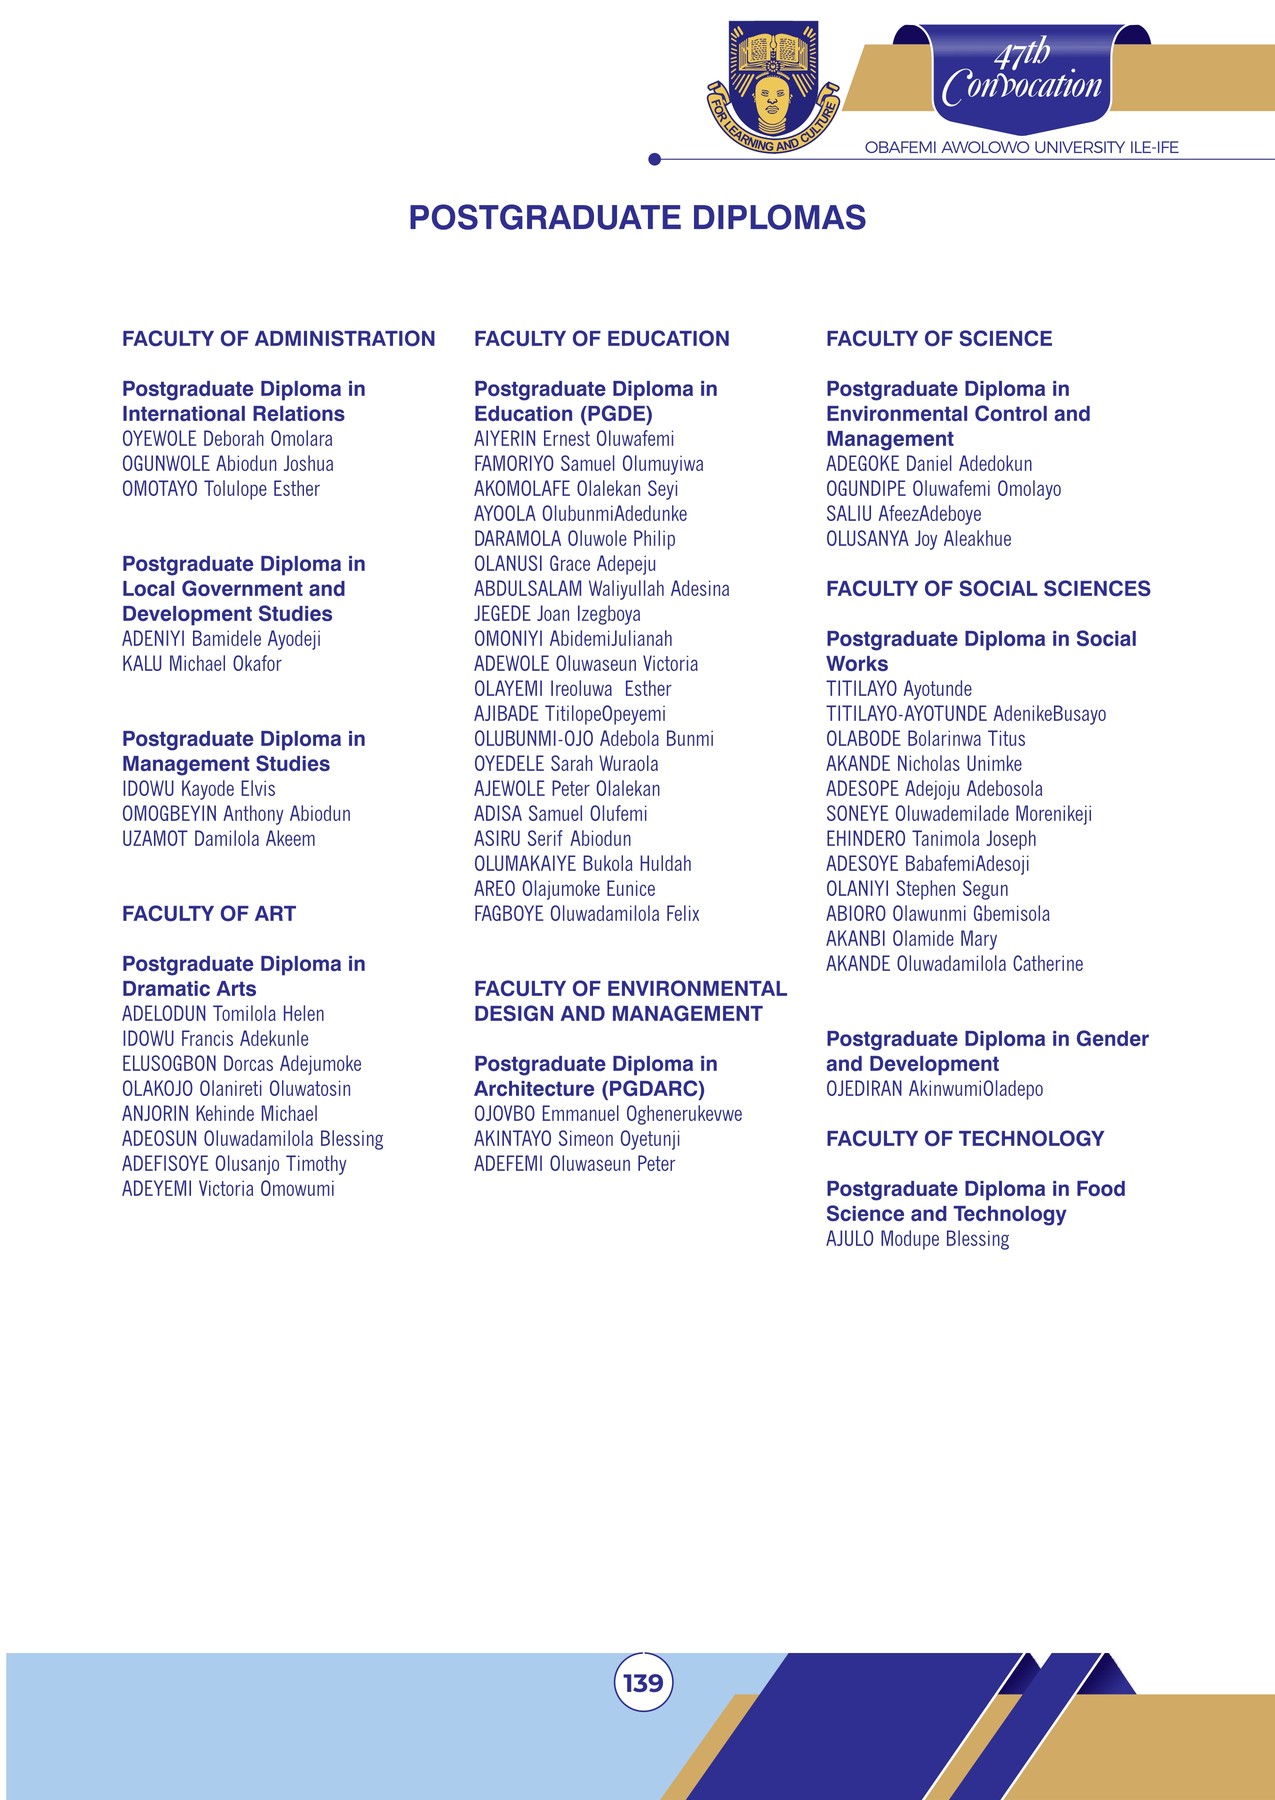 FOR LEARNING AND CULTURE
47th
Convocation
OBAFEMI AWOLOWO UNIVERSITY ILE-IFE
POSTGRADUATE DIPLOMAS
FACULTY OF ADMINISTRATION
Postgraduate Diploma in
International Relations
OYEWOLE Deborah Omolara
OGUNWOLE Abiodun Joshua
OMOTAYO Tolulope Esther
Postgraduate Diploma in
Local Government and
Development Studies
ADENIYI Bamidele Ayodeji
KALU Michael Okafor
Postgraduate Diploma in
Management Studies
IDOWU Kayode Elvis
OMOGBEYIN Anthony Abiodun
UZAMOT Damilola Akeem
FACULTY OF ART
Postgraduate Diploma in
Dramatic Arts
ADELODUN Tomilola Helen
IDOWU Francis Adekunle
ELUSOGBON Dorcas Adejumoke
OLAKOJO Olanireti Oluwatosin
ANJORIN Kehinde Michael
ADEOSUN Oluwadamilola Blessing
ADEFISOYE Olusanjo Timothy
ADEYEMI Victoria Omowumi
FACULTY OF EDUCATION
Postgraduate Diploma in
Education (PGDE)
AIYERIN Ernest Oluwafemi
FAMORIYO Samuel Olumuyiwa
AKOMOLAFE Olalekan Seyi
AYOOLA OlubunmiAdedunke
DARAMOLA Oluwole Philip
OLANUSI Grace Adepeju
ABDULSALAM Waliyullah Adesina
JEGEDE Joan Izegboya
OMONIYI AbidemiJulianah
ADEWOLE Oluwaseun Victoria
OLAYEMI Ireoluwa  Esther
AJIBADE TitilopeOpeyemi
OLUBUNMI-OJO Adebola Bunmi
OYEDELE Sarah Wuraola
AJEWOLE Peter Olalekan
ADISA Samuel Olufemi
ASIRU Serif Abiodun
OLUMAKAIYE Bukola Huldah
AREO Olajumoke Eunice
FAGBOYE Oluwadamilola Felix
FACULTY OF ENVIRONMENTAL
DESIGN AND MANAGEMENT
Postgraduate Diploma in
Architecture (PGDARC)
OJOVBO Emmanuel Oghenerukevwe
AKINTAYO Simeon Oyetunji
ADEFEMI Oluwaseun Peter
FACULTY OF SCIENCE
Postgraduate Diploma in
Environmental Control and
Management
ADEGOKE Daniel Adedokun
OGUNDIPE Oluwafemi Omolayo
SALIU AfeezAdeboye
OLUSANYA Joy Aleakhue
FACULTY OF SOCIAL SCIENCES
Postgraduate Diploma in Social
Works
TITILAYO Ayotunde
TITILAYO-AYOTUNDE AdenikeBusayo
OLABODE Bolarinwa Titus
AKANDE Nicholas Unimke
ADESOPE Adejoju Adebosola
SONEYE Oluwademilade Morenikeji
EHINDERO Tanimola Joseph
ADESOYE BabafemiAdesoji
OLANIYI Stephen Segun
ABIORO Olawunmi Gbemisola
AKANBI Olamide Mary
AKANDE Oluwadamilola Catherine
Postgraduate Diploma in Gender
and Development
OJEDIRAN AkinwumiOladepo
FACULTY OF TECHNOLOGY
Postgraduate Diploma in Food
Science and Technology
AJULO Modupe Blessing
139